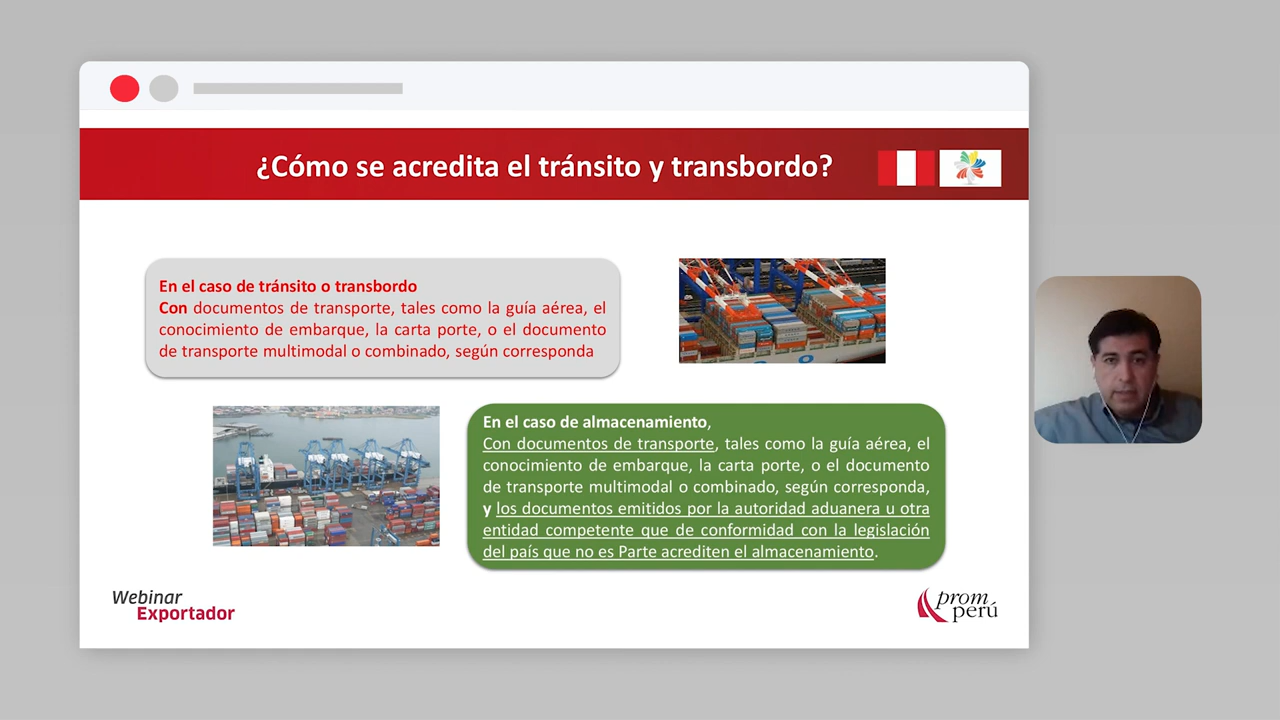 ¿Cómo se acredita el tránsito y transbordo?
En el caso de tránsito o transbordo
Con documentos de transporte, tales como la guía aérea, el
conocimiento de embarque, la carta porte, o el documento
de transporte multimodal o combinado, según corresponda
En el caso de almacenamiento,
Con documentos de transporte, tales como la guía aérea, el
conocimiento de embarque, la carta porte, o el documento
de transporte multimodal o combinado, según corresponda,
y los documentos emitidos por la autoridad aduanera u otra
entidad competente que de conformidad con la legislación
del país que no es Parte acrediten el almacenamiento.
Webinar
Exportador
prom
perú